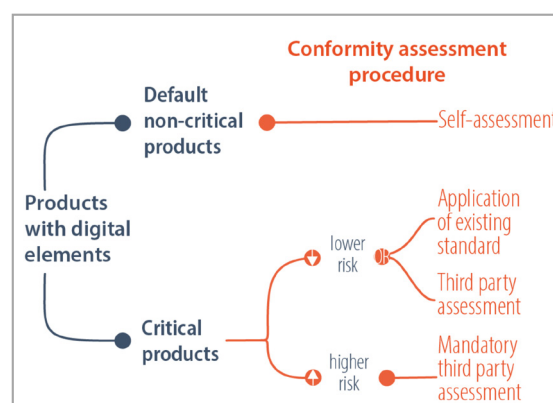 Conformity assessment
procedure
Default
non-critical
products
Self-assessment
Products
with digital
elements
lower
risk
Application
of existing
standard
Third party
assessment
Critical
products
higher
risk
Mandatory
third party
assessment